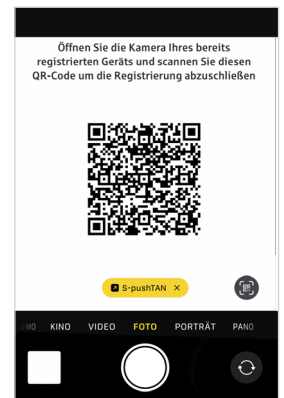 Öffnen Sie die Kamera Ihres bereits
registrierten Geräts und scannen Sie diesen
QR-Code um die Registrierung abzuschließen
S-pushTAN ×
-MO KINO VIDEO FOTO PORTRÄT PANO